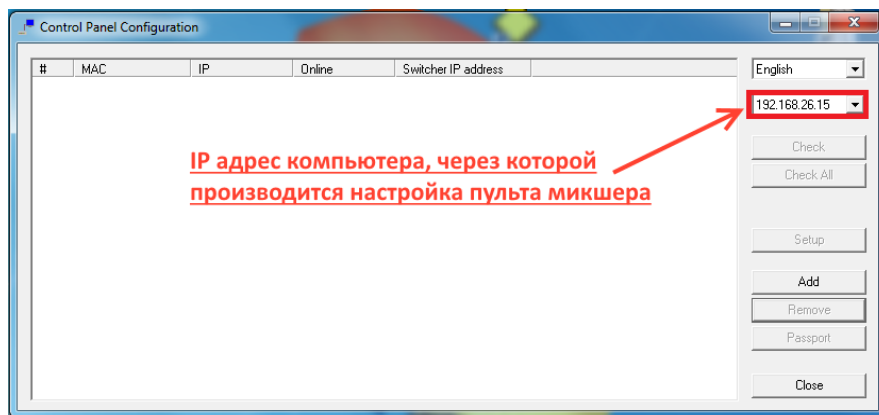 Control Panel Configuration
# MAC IP Online Switcher IP address
English
192.168.26.15
Check
IP адрес компьютера, через которой
Check All
производится настройка пульта микшера
Setup
Add
Remove
Passport
Close